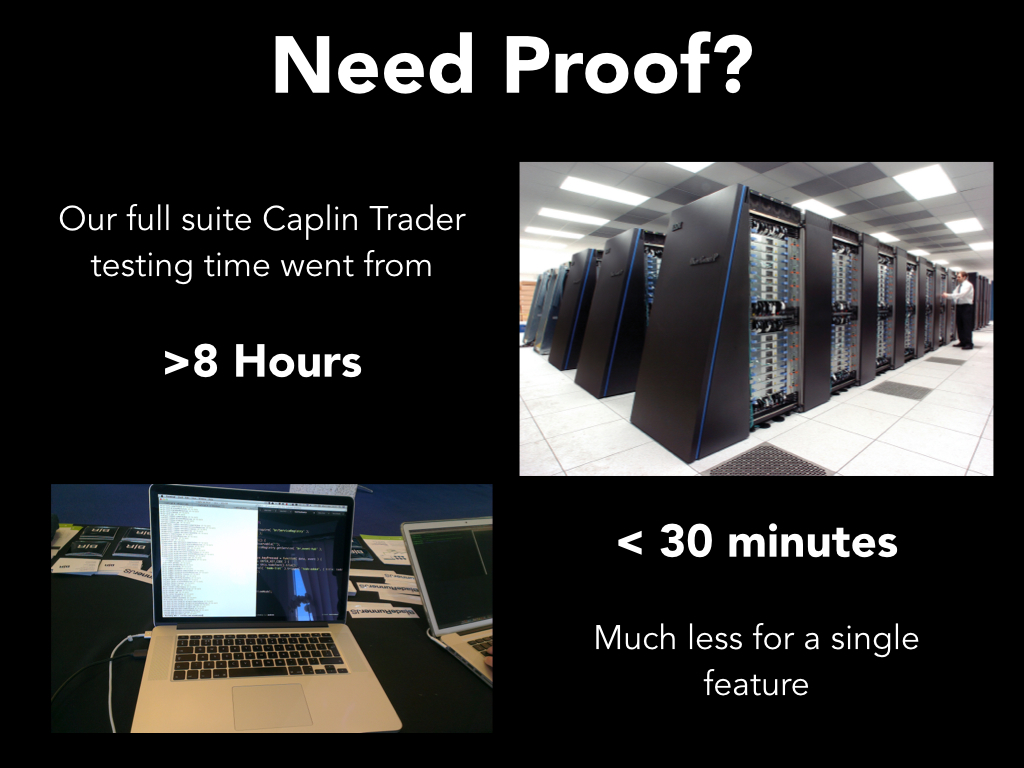 Need Proof?
Our full suite Caplin Trader
testing time went from
>8 Hours
< 30 minutes
Much less for a single
feature